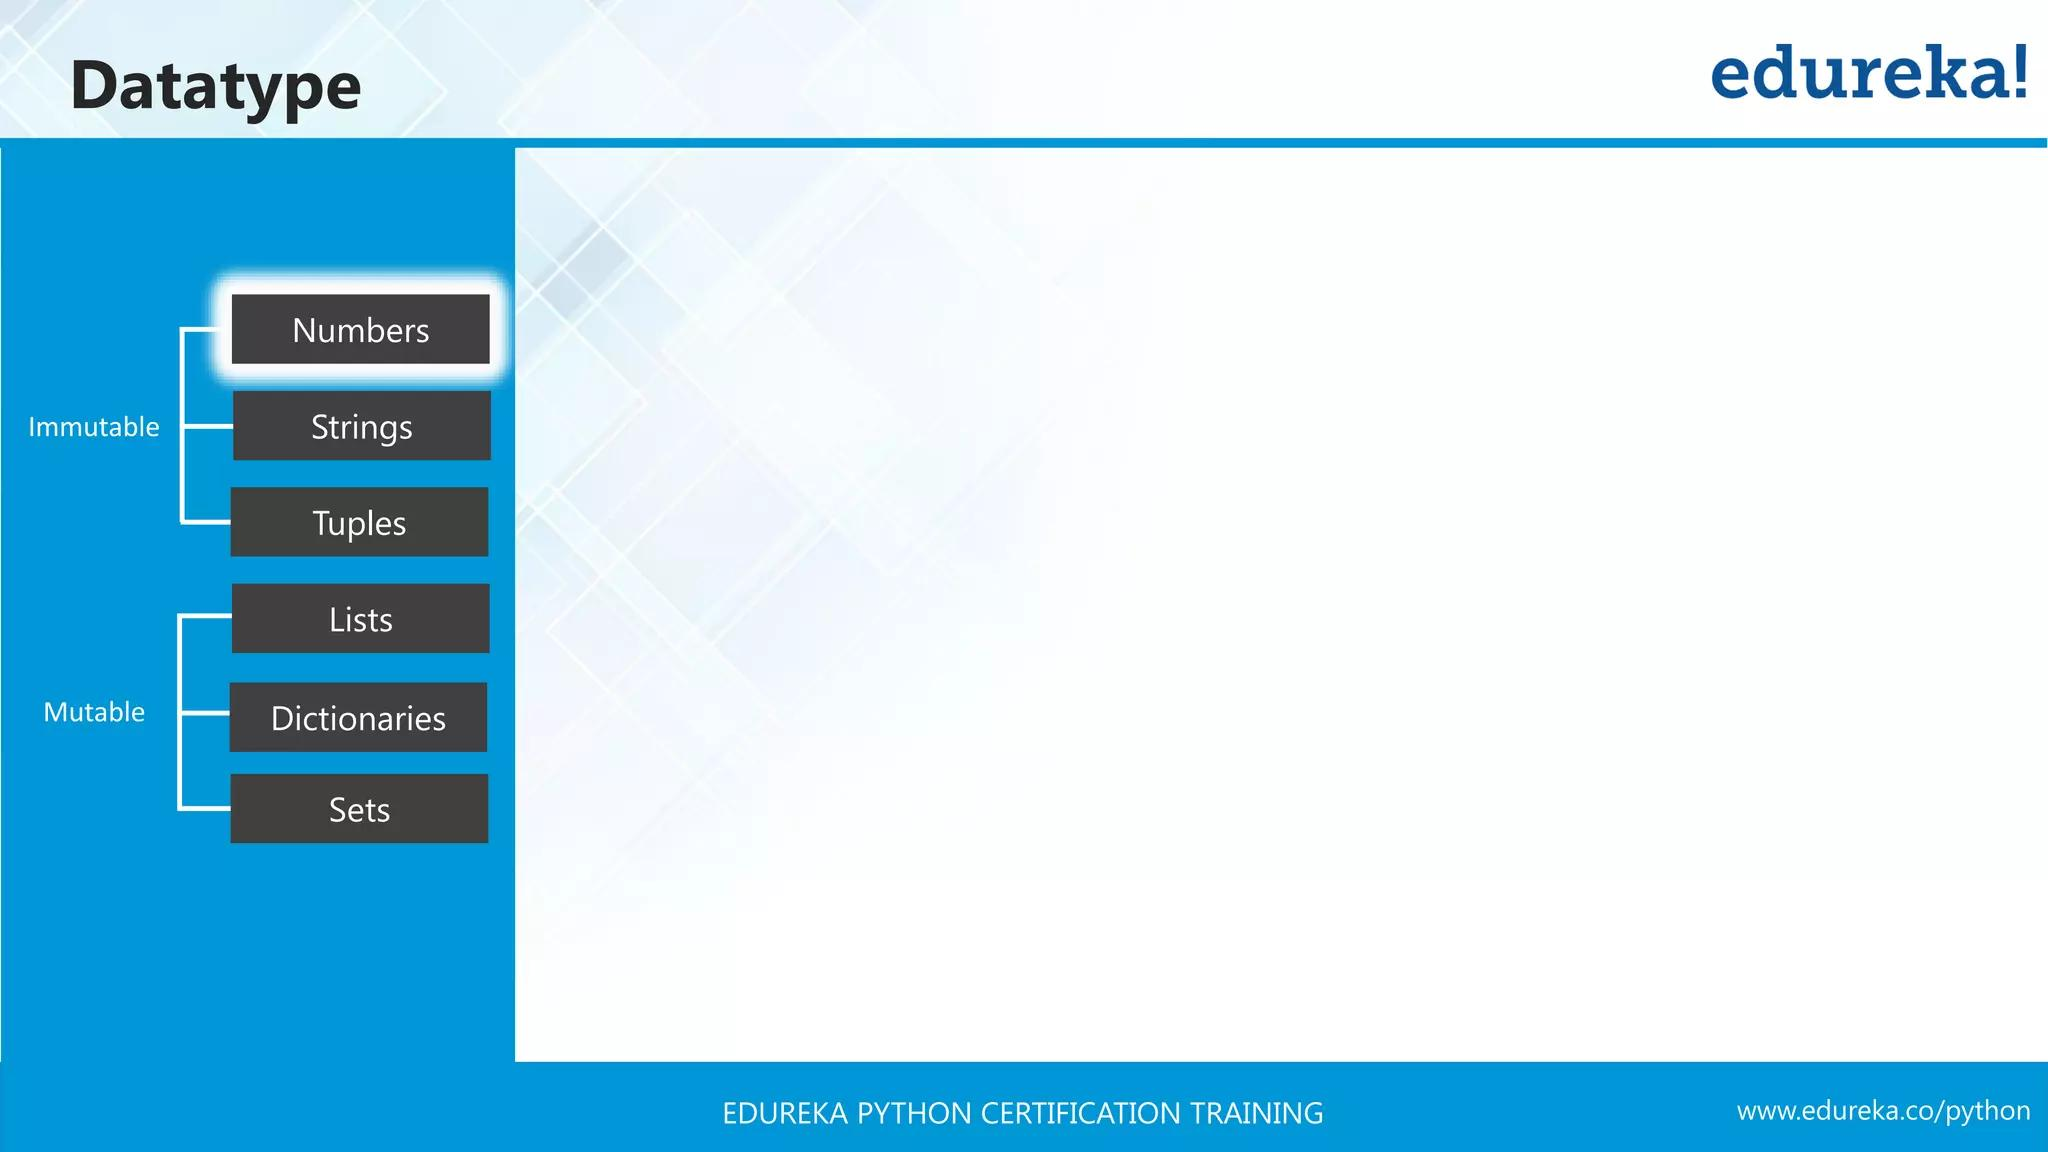 Datatype
edureka!
Numbers
Immutable
Strings
Tuples
Lists
Mutable
Dictionaries
Sets
EDUREKA PYTHON CERTIFICATION TRAINING
www.edureka.co/python